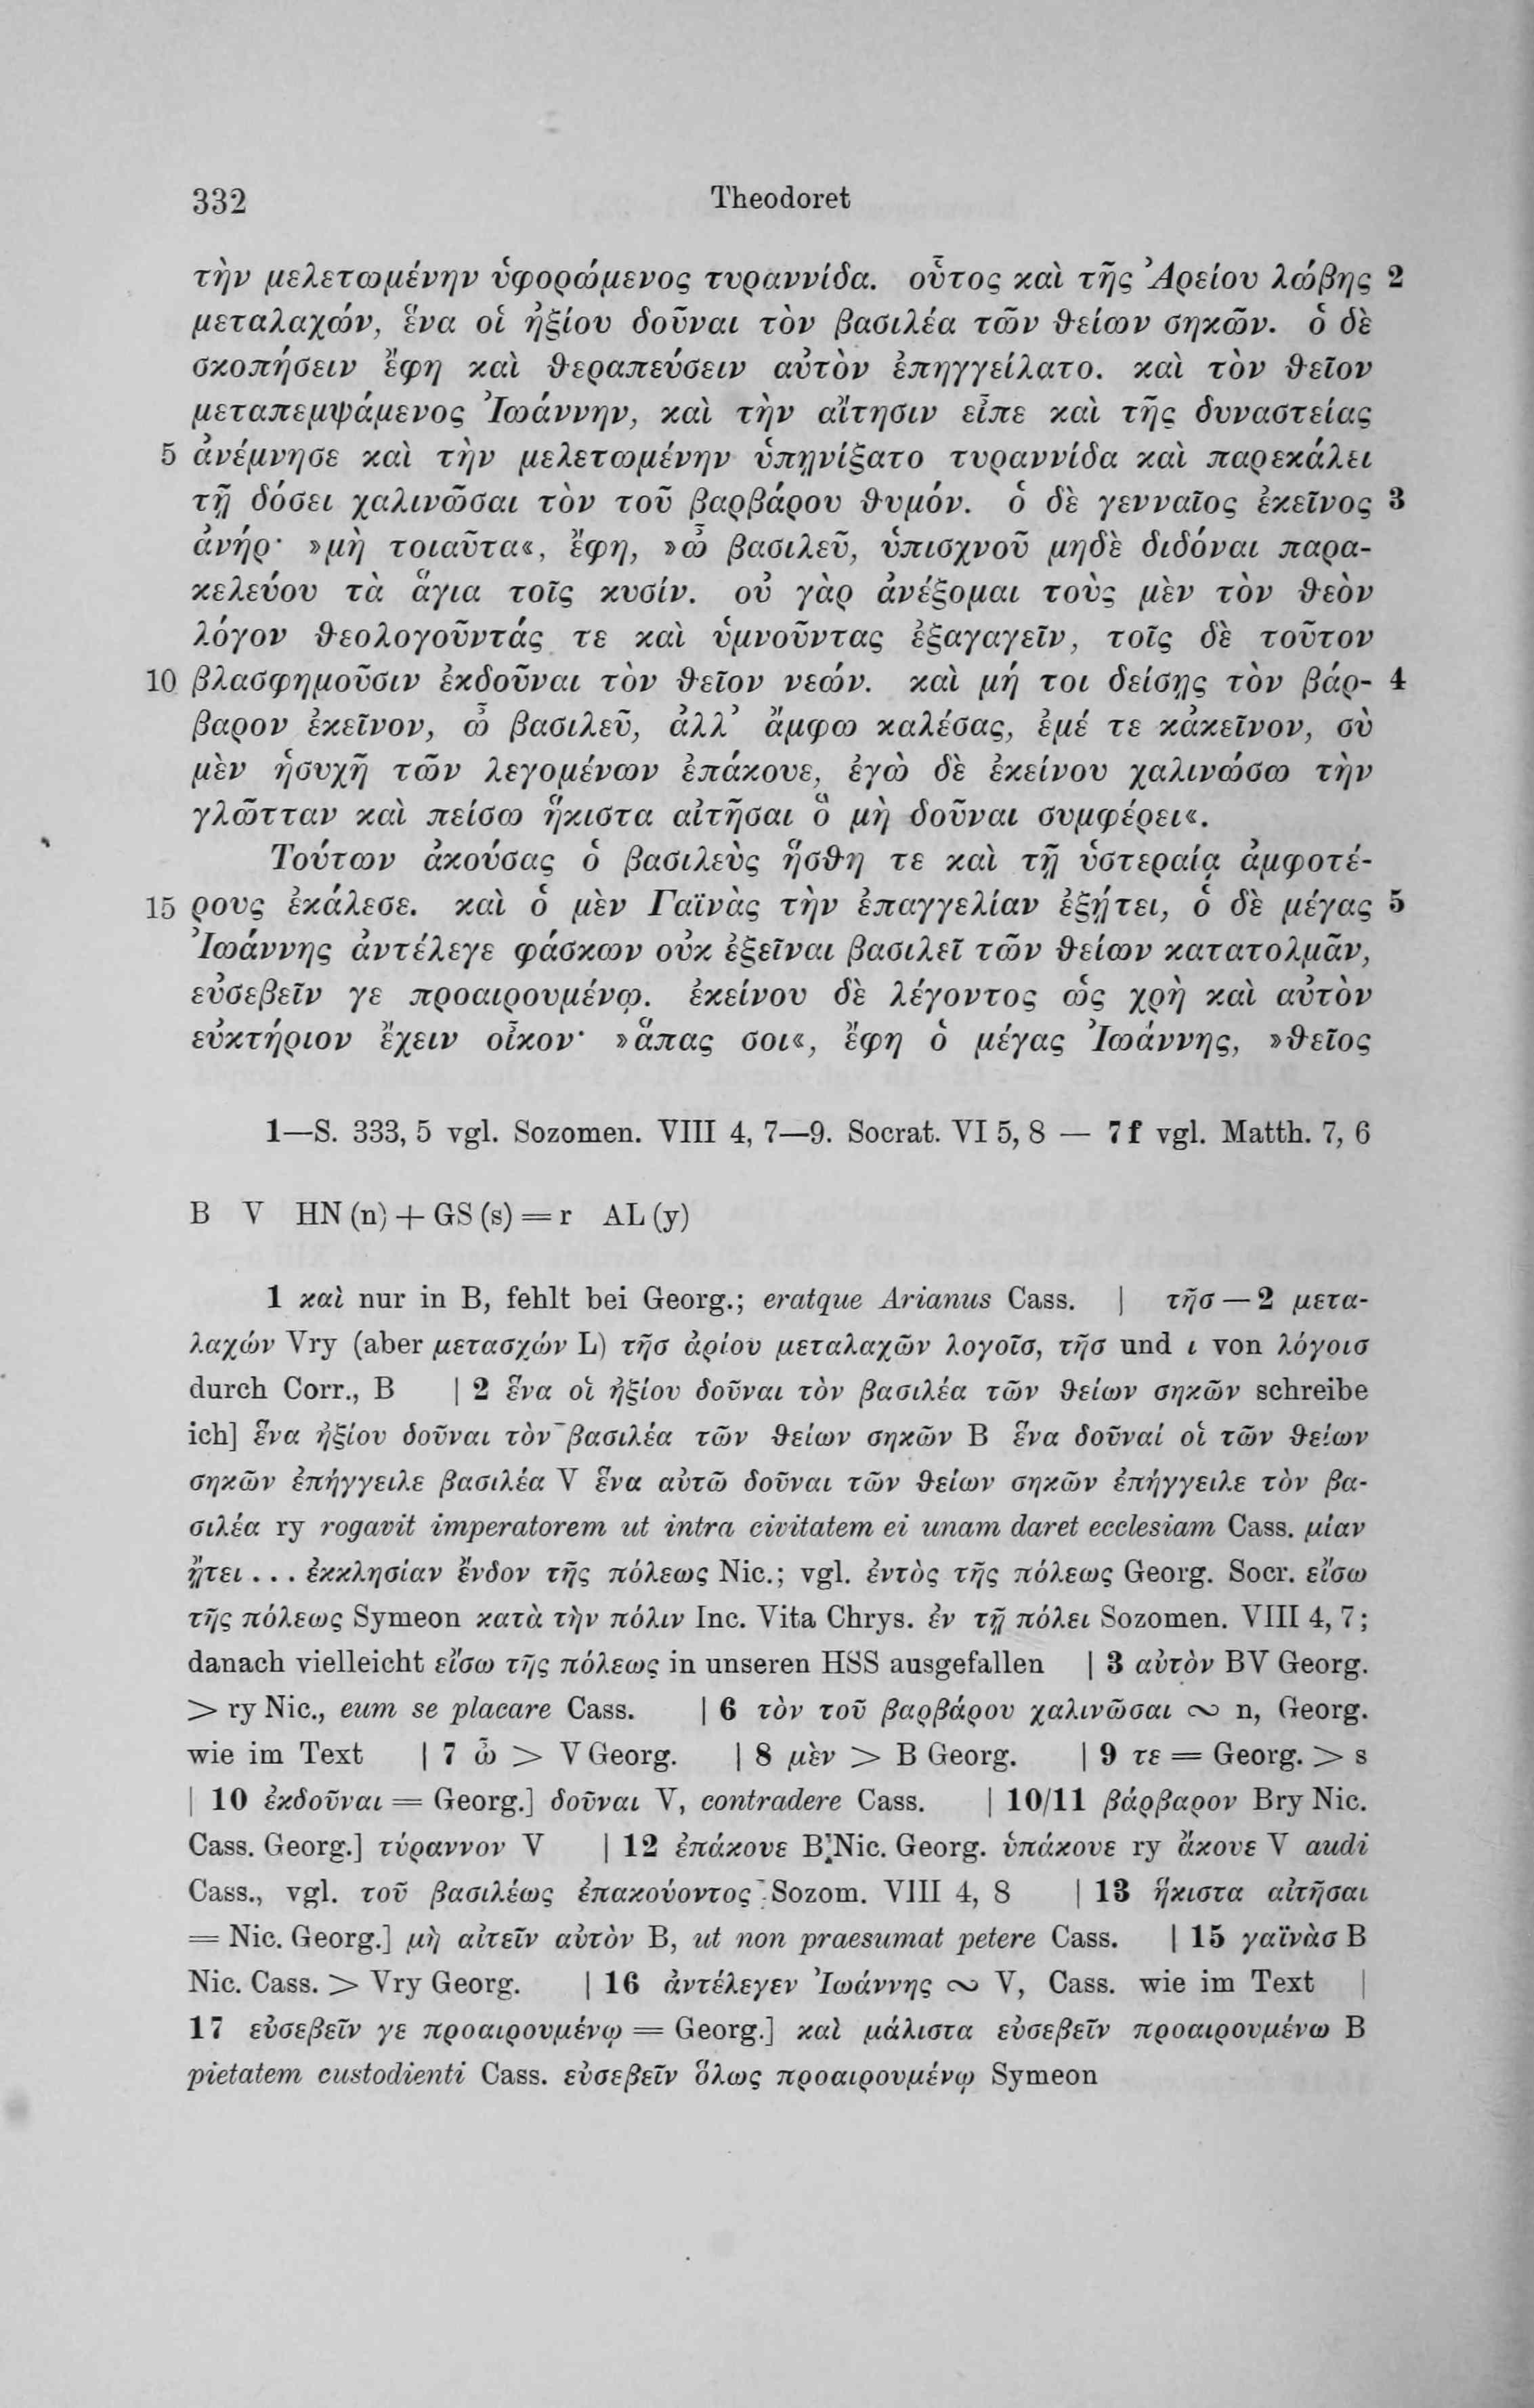 332 Theodoret
τὴν μελετωμένην ὑφορώμενος τυραννίδα. οὗτος καὶ τῆς Ἀρείου λώβης 2
μεταλαχών, ἕνα οἱ ἠξίου δοῦναι τὸν βασιλέα τῶν θείων σηκῶν. ὁ δὲ
σκοπήσειν ἔφη καὶ θεραπεύσειν αὐτὸν ἐπηγγείλατο. καὶ τὸν θεῖον
μεταπεμψάμενος Ἰωάννην, καὶ τὴν αἴτησιν εἶπε καὶ τῆς δυναστείας
5 ἀνέμνησε καὶ τὴν μελετωμένην ὑπῃνίξατο τυραννίδα καὶ παρεκάλει
τῇ δόσει χαλινῶσαι τὸν τοῦ βαρβάρου θυμόν. ὁ δὲ γενναῖος ἐκεῖνος 3
ἀνήρ· »μὴ τοιαῦτα«, ἔφη, »ὦ βασιλεῦ, ὑπισχνοῦ μηδὲ διδόναι παρα-
κελεύου τὰ ἅγια τοῖς κυσίν. οὐ γὰρ ἀνέξομαι τοὺς μὲν τὸν θεὸν
λόγον θεολογοῦντάς τε καὶ ὑμνοῦντας ἐξαγαγεῖν, τοῖς δὲ τοῦτον
10 βλασφημοῦσιν ἐκδοῦναι τὸν θεῖον νεών. καὶ μή τοι δείσῃς τὸν βάρ- 4
βαρον ἐκεῖνον, ὦ βασιλεῦ, ἀλλ’ ἄμφω καλέσας, ἐμέ τε κἀκεῖνον, σὺ
μὲν ἡσυχῆ τῶν λεγομένων ἐπάκουε, ἐγὼ δὲ ἐκείνου χαλινώσω τὴν
γλῶτταν καὶ πείσω ἥκιστα αἰτῆσαι ὃ μὴ δοῦναι συμφέρει«.
Τούτων ἀκούσας ὁ βασιλεὺς ἥσθη τε καὶ τῇ ὑστεραίᾳ ἀμφοτέ-
15 ρους ἐκάλεσε. καὶ ὁ μὲν Γαϊνὰς τὴν ἐπαγγελίαν ἐξῄτει, ὁ δὲ μέγας 5
Ἰωάννης ἀντέλεγε φάσκων οὐκ ἐξεῖναι βασιλεῖ τῶν θείων κατατολμᾶν,
εὐσεβεῖν γε προαιρουμένῳ. ἐκείνου δὲ λέγοντος ὡς χρὴ καὶ αὐτὸν
εὐκτήριον ἔχειν οἶκον· »ἅπας σοι«, ἔφη ὁ μέγας Ἰωάννης, »θεῖος
1—S. 333, 5 vgl. Sozomen. VIII 4, 7—9. Socrat. VI 5, 8 — 7 f vgl. Matth. 7, 6
B V HN (n) + GS (s) = r AL (y)
1 καὶ nur in B, fehlt bei Georg.; eratque Arianus Cass. | τῆσ — 2 μετα-
λαχών Vry (aber μετασχών L) τῆσ ἀρίου μεταλαχῶν λογοῖσ, τῆσ und ι von λόγοισ
durch Corr., B | 2 ἕνα οἱ ἠξίου δοῦναι τὸν βασιλέα τῶν θείων σηκῶν schreibe
ich] ἕνα ἠξίου δοῦναι τὸν βασιλέα τῶν θείων σηκῶν B ἕνα δοῦναί οἱ τῶν θείων
σηκῶν ἐπήγγειλε βασιλέα V ἕνα αὐτῶ δοῦναι τῶν θείων σηκῶν ἐπήγγειλε τὸν βα-
σιλέα ry rogavit imperatorem ut intra civitatem ei unam daret ecclesiam Cass. μίαν
ᾔτει . . . ἐκκλησίαν ἔνδον τῆς πόλεως Nic.; vgl. ἐντὸς τῆς πόλεως Georg. Socr. εἴσω
τῆς πόλεως Symeon κατὰ τὴν πόλιν Inc. Vita Chrys. ἐν τῇ πόλει Sozomen. VIII 4, 7;
danach vielleicht εἴσω τῆς πόλεως in unseren HSS ausgefallen | 3 αὐτὸν BV Georg.
> ry Nic., eum se placare Cass. | 6 τὸν τοῦ βαρβάρου χαλινῶσαι ∾ n, Georg.
wie im Text | 7 ὦ > V Georg. | 8 μὲν > B Georg. | 9 τε = Georg. > s
| 10 ἐκδοῦναι = Georg.] δοῦναι V, contradere Cass. | 10/11 βάρβαρον Bry Nic.
Cass. Georg.] τύραννον V | 12 ἐπάκουε B Nic. Georg. ὑπάκουε ry ἄκουε V audi
Cass., vgl. τοῦ βασιλέως ἐπακούοντος Sozom. VIII 4, 8 | 13 ἥκιστα αἰτῆσαι
= Nic. Georg.] μὴ αἰτεῖν αὐτὸν B, ut non praesumat petere Cass. | 15 γαϊνὰσ B
Nic. Cass. > Vry Georg. | 16 ἀντέλεγεν Ἰωάννης ∾ V, Cass. wie im Text |
17 εὐσεβεῖν γε προαιρουμένῳ = Georg.] καὶ μάλιστα εὐσεβεῖν προαιρουμένω B
pietatem custodienti Cass. εὐσεβεῖν ὅλως προαιρουμένῳ Symeon